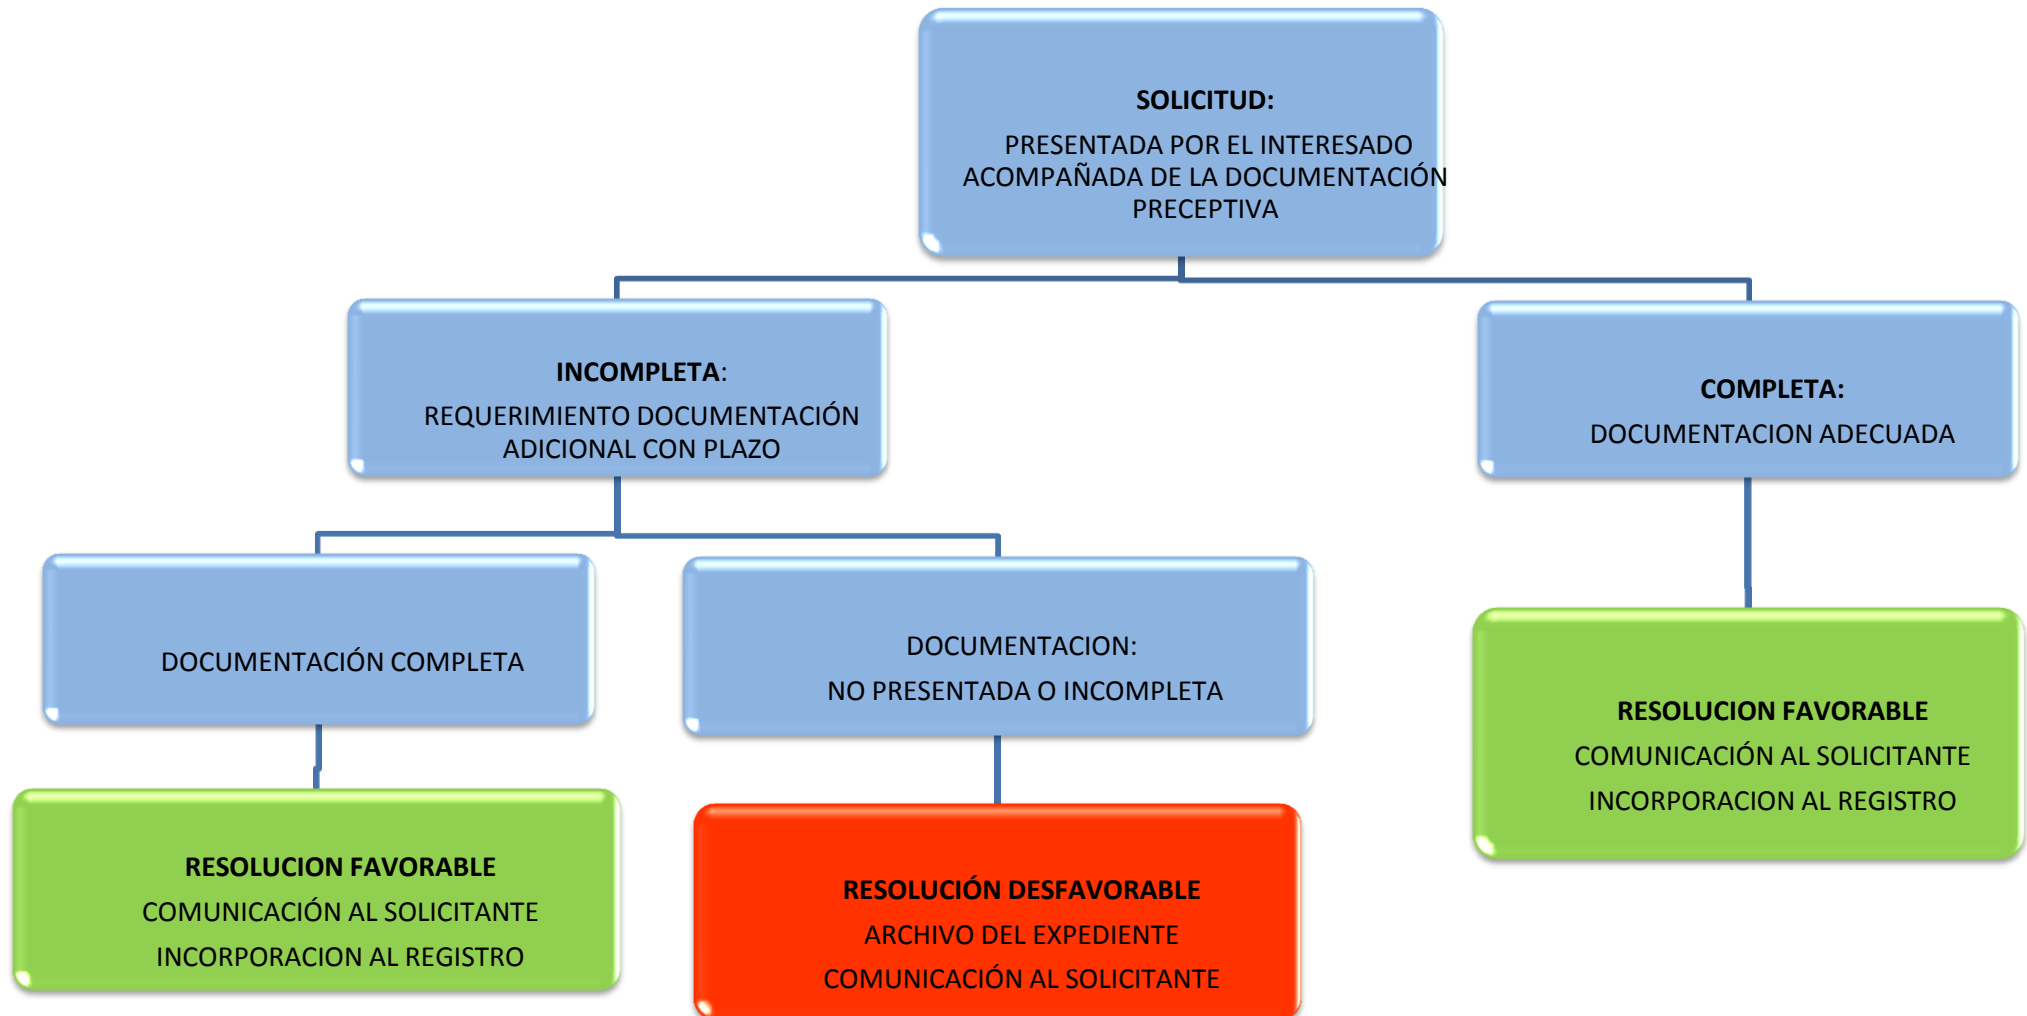 SOLICITUD:
PRESENTADA POR EL INTERESADO
ACOMPAÑADA DE LA DOCUMENTACIÓN
PRECEPTIVA
INCOMPLETA:
REQUERIMIENTO DOCUMENTACIÓN
ADICIONAL CON PLAZO
COMPLETA:
DOCUMENTACION ADECUADA
DOCUMENTACIÓN COMPLETA
DOCUMENTACION:
NO PRESENTADA O INCOMPLETA
RESOLUCION FAVORABLE
COMUNICACIÓN AL SOLICITANTE
INCORPORACION AL REGISTRO
RESOLUCIÓN DESFAVORABLE
ARCHIVO DEL EXPEDIENTE
COMUNICACIÓN AL SOLICITANTE
RESOLUCION FAVORABLE
COMUNICACIÓN AL SOLICITANTE
INCORPORACION AL REGISTRO